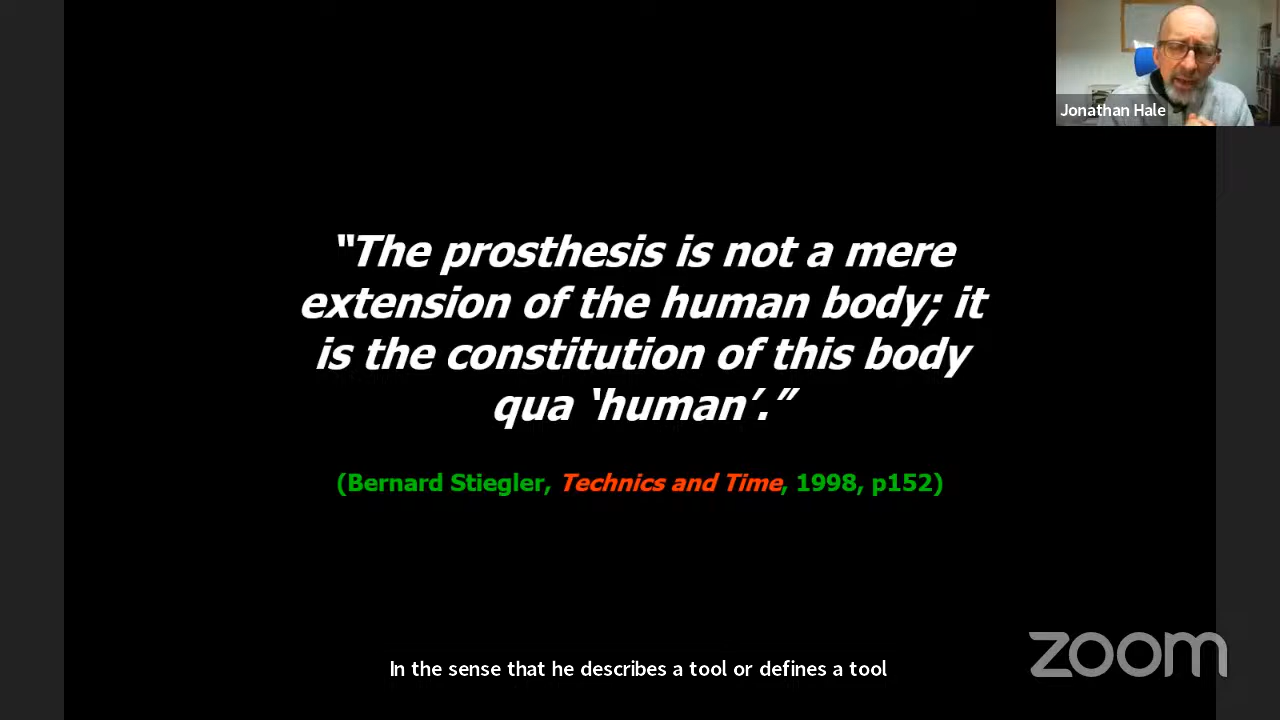 Jonathan Hale
“The prosthesis is not a mere
extension of the human body; it
is the constitution of this body
qua ‘human’.”
(Bernard Stiegler, Technics and Time, 1998, p152)
In the sense that he describes a tool or defines a tool
zoom